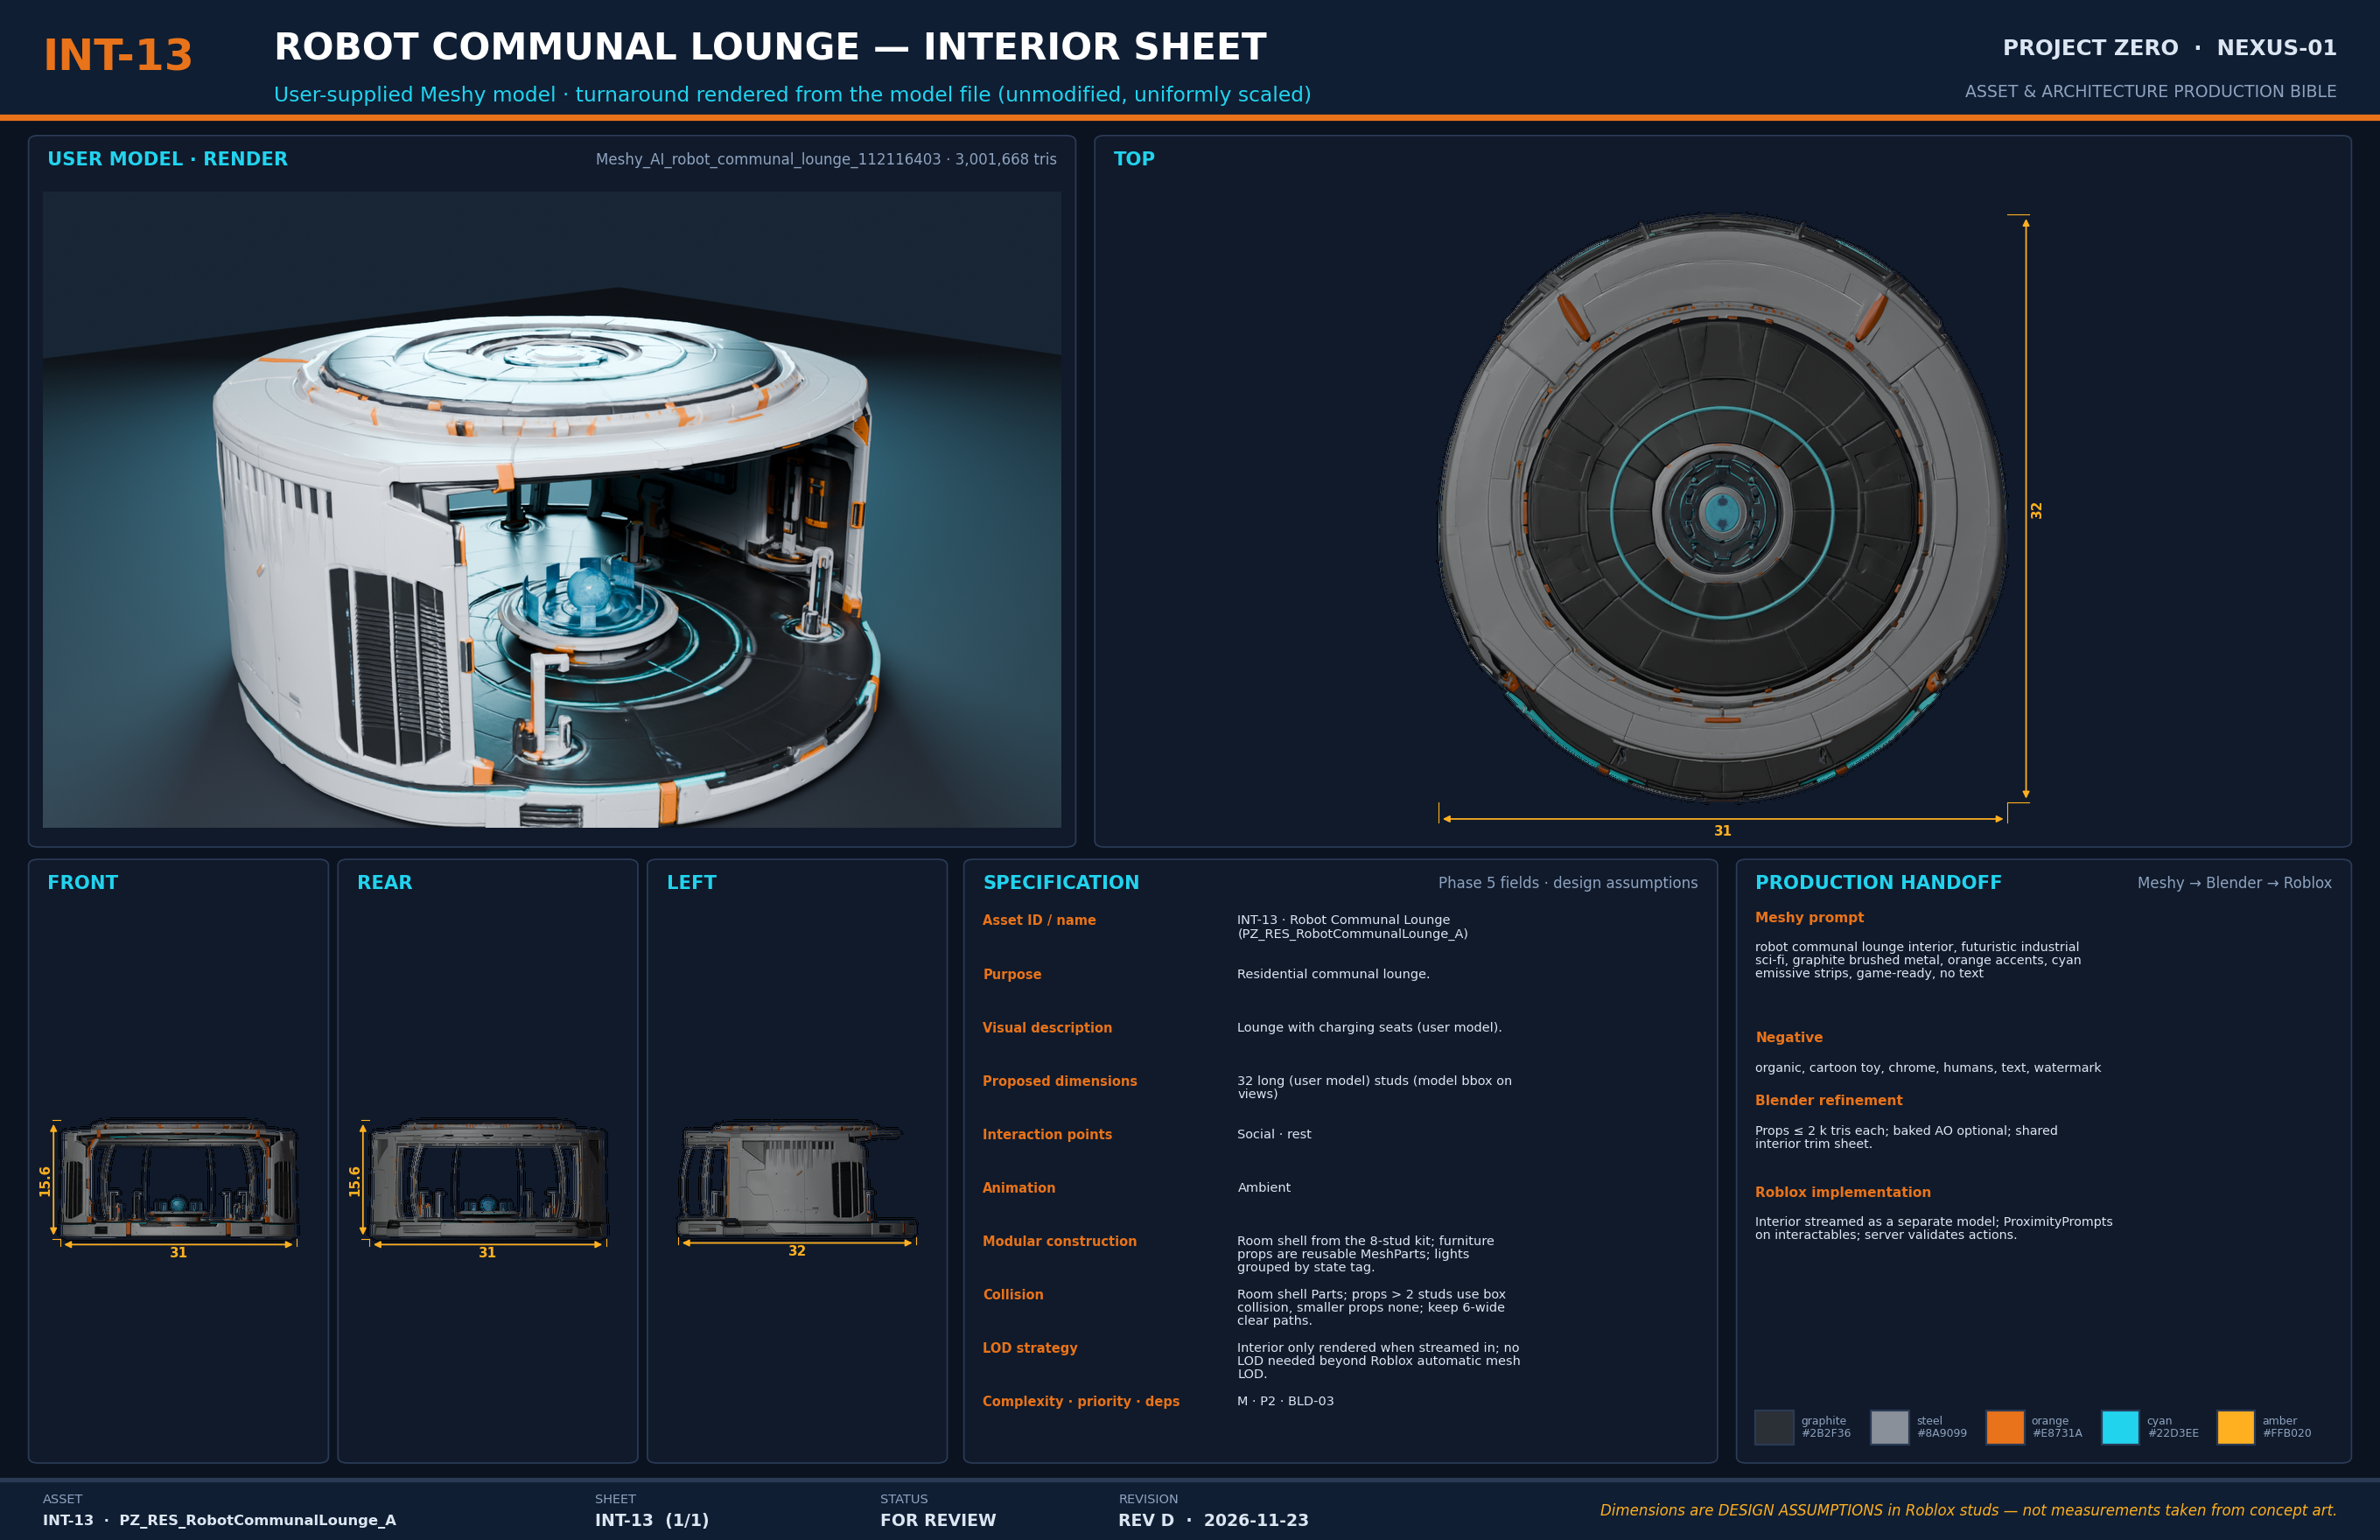 INT-13
ROBOT COMMUNAL LOUNGE — INTERIOR SHEET
User-supplied Meshy model · turnaround rendered from the model file (unmodified, uniformly scaled)
PROJECT ZERO · NEXUS-01
ASSET & ARCHITECTURE PRODUCTION BIBLE
USER MODEL · RENDER
Meshy_AI_robot_communal_lounge_112116403 · 3,001,668 tris
TOP
32
31
FRONT
15.6
31
REAR
15.6
31
LEFT
32
SPECIFICATION
Phase 5 fields · design assumptions
Asset ID / name
INT-13 · Robot Communal Lounge
(PZ_RES_RobotCommunalLounge_A)
Purpose
Residential communal lounge.
Visual description
Lounge with charging seats (user model).
Proposed dimensions
32 long (user model) studs (model bbox on
views)
Interaction points
Social · rest
Animation
Ambient
Modular construction
Room shell from the 8-stud kit; furniture
props are reusable MeshParts; lights
grouped by state tag.
Collision
Room shell Parts; props > 2 studs use box
collision, smaller props none; keep 6-wide
clear paths.
LOD strategy
Interior only rendered when streamed in; no
LOD needed beyond Roblox automatic mesh
LOD.
Complexity · priority · deps
M · P2 · BLD-03
PRODUCTION HANDOFF
Meshy → Blender → Roblox
Meshy prompt
robot communal lounge interior, futuristic industrial
sci-fi, graphite brushed metal, orange accents, cyan
emissive strips, game-ready, no text
Negative
organic, cartoon toy, chrome, humans, text, watermark
Blender refinement
Props ≤ 2 k tris each; baked AO optional; shared
interior trim sheet.
Roblox implementation
Interior streamed as a separate model; ProximityPrompts
on interactables; server validates actions.
graphite
#2B2F36
steel
#8A9099
orange
#E8731A
cyan
#22D3EE
amber
#FFB020
ASSET
INT-13 · PZ_RES_RobotCommunalLounge_A
SHEET
INT-13 (1/1)
STATUS
FOR REVIEW
REVISION
REV D · 2026-11-23
Dimensions are DESIGN ASSUMPTIONS in Roblox studs — not measurements taken from concept art.